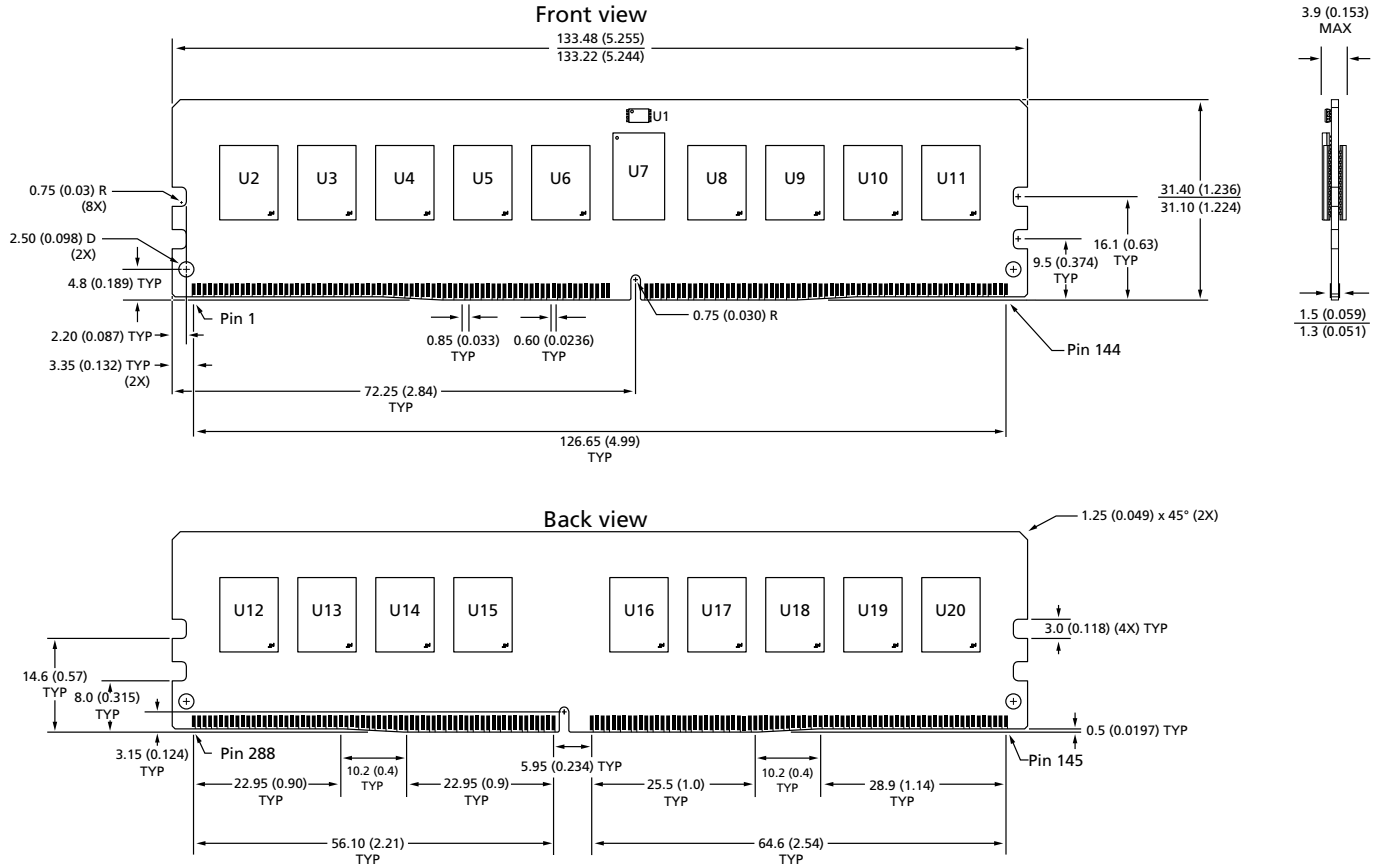 Front view
133.48 (5.255)
133.22 (5.244)
3.9 (0.153)
MAX
U1
U2
U3
U4
U5
U6
U7
U8
U9
U10
U11
0.75 (0.03) R
(8X)
2.50 (0.098) D
(2X)
4.8 (0.189) TYP
31.40 (1.236)
31.10 (1.224)
16.1 (0.63)
TYP
9.5 (0.374)
TYP
Pin 1
2.20 (0.087) TYP
3.35 (0.132) TYP
(2X)
0.85 (0.033)
TYP
0.60 (0.0236)
TYP
0.75 (0.030) R
Pin 144
1.5 (0.059)
1.3 (0.051)
72.25 (2.84)
TYP
126.65 (4.99)
TYP
Back view
1.25 (0.049) x 45° (2X)
U12
U13
U14
U15
U16
U17
U18
U19
U20
3.0 (0.118) (4X) TYP
14.6 (0.57)
TYP
8.0 (0.315)
TYP
3.15 (0.124)
TYP
Pin 288
5.95 (0.234) TYP
0.5 (0.0197) TYP
Pin 145
22.95 (0.90)
TYP
10.2 (0.4)
TYP
22.95 (0.9)
TYP
25.5 (1.0)
TYP
10.2 (0.4)
TYP
28.9 (1.14)
TYP
56.10 (2.21)
TYP
64.6 (2.54)
TYP